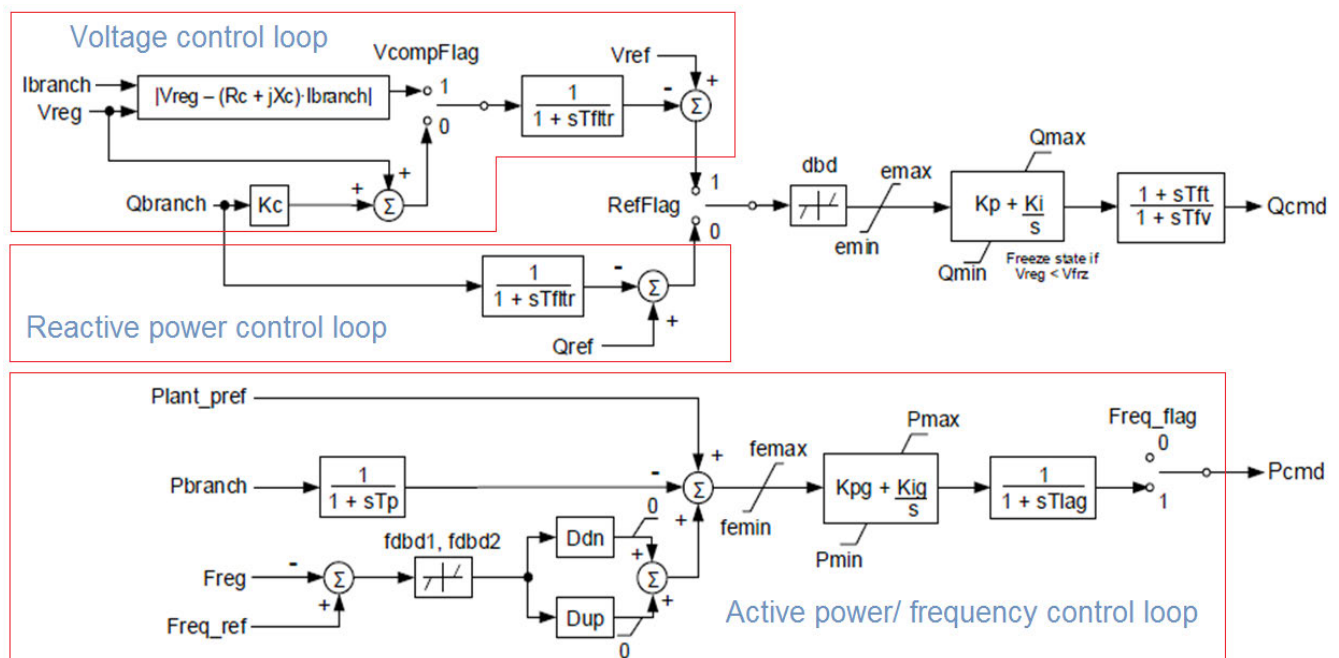 Voltage control loop
VcompFlag
Vref
Ibranch
Vreg
|Vreg – (Rc + jXc)·Ibranch|
1
0
1
1 + sTfltr
-
+
Σ
+
+
Σ
Qbranch
Kc
RefFlag
1
0
dbd
emax
emin
Qmax
Kp + Ki
s
Qmin
Freeze state if
Vreg < Vfrz
1 + sTft
1 + sTfv
Qcmd
1
1 + sTfltr
-
Σ
+
Qref
Reactive power control loop
Plant_pref
Pbranch
1
1 + sTp
-
+
Σ
+
femax
femin
Pmax
Kpg + Kig
s
Pmin
1
1 + sTlag
Freq_flag
0
1
Pcmd
Freg
-
Σ
+
Freq_ref
fdbd1, fdbd2
Ddn
0
+
Σ
+
Dup
0
Active power/ frequency control loop